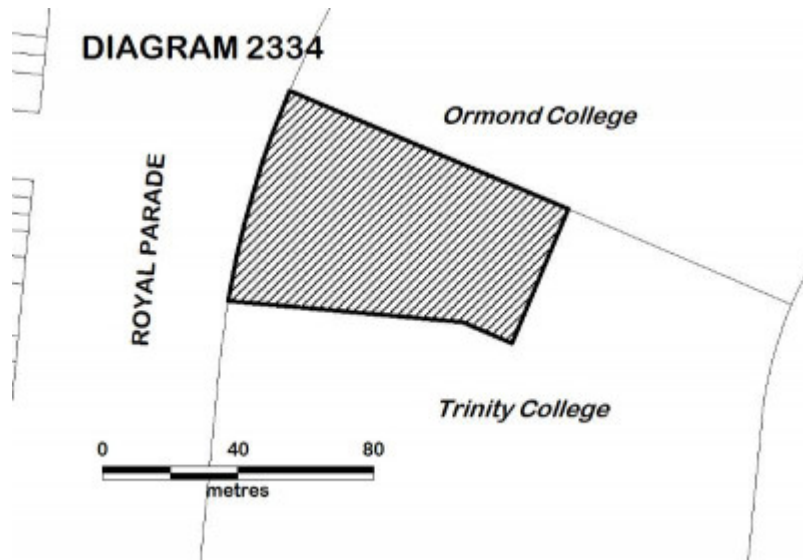 DIAGRAM 2334
Ormond College
ROYAL PARADE
Trinity College
0 40 80
metres